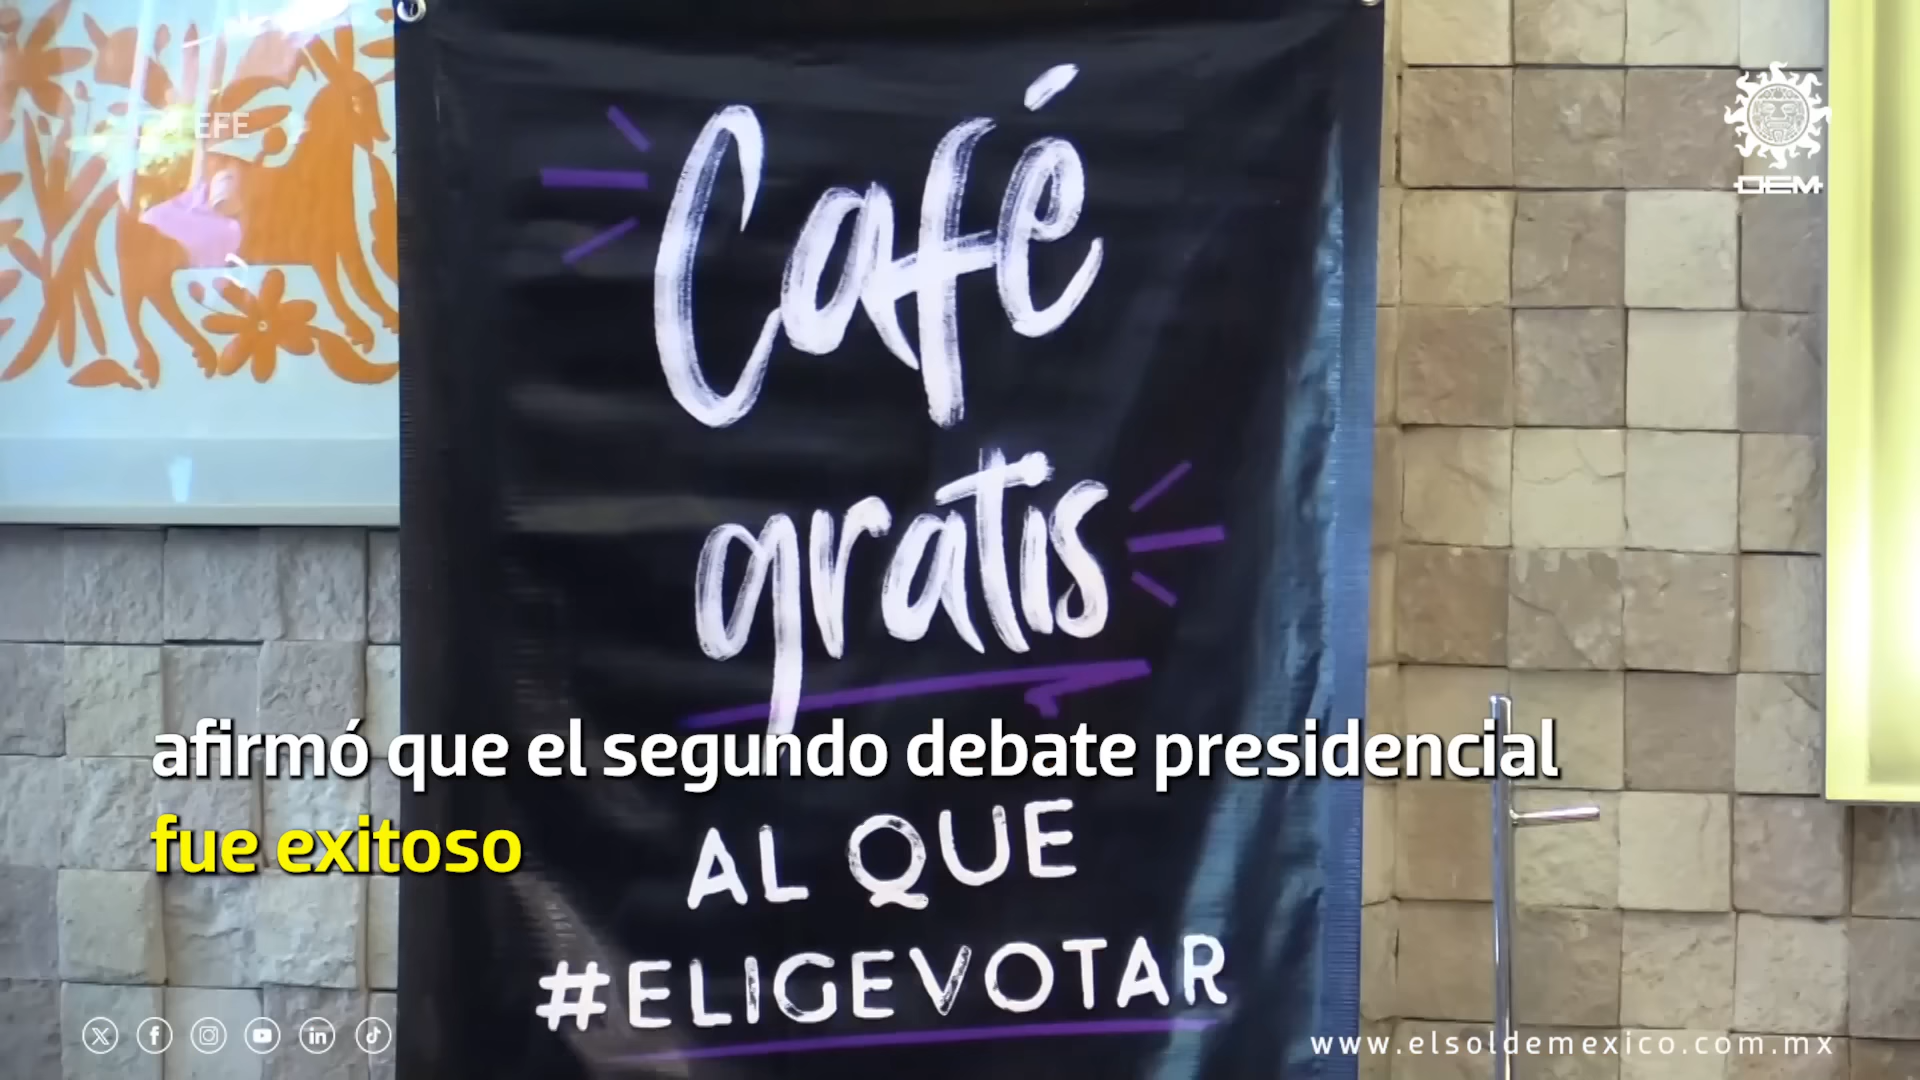 EFE
OEM
Café
gratis
afirmó que el segundo debate presidencial
fue exitoso
AL QUE
#ELIGEVOTAR
www.elsoldemexico.com.mx